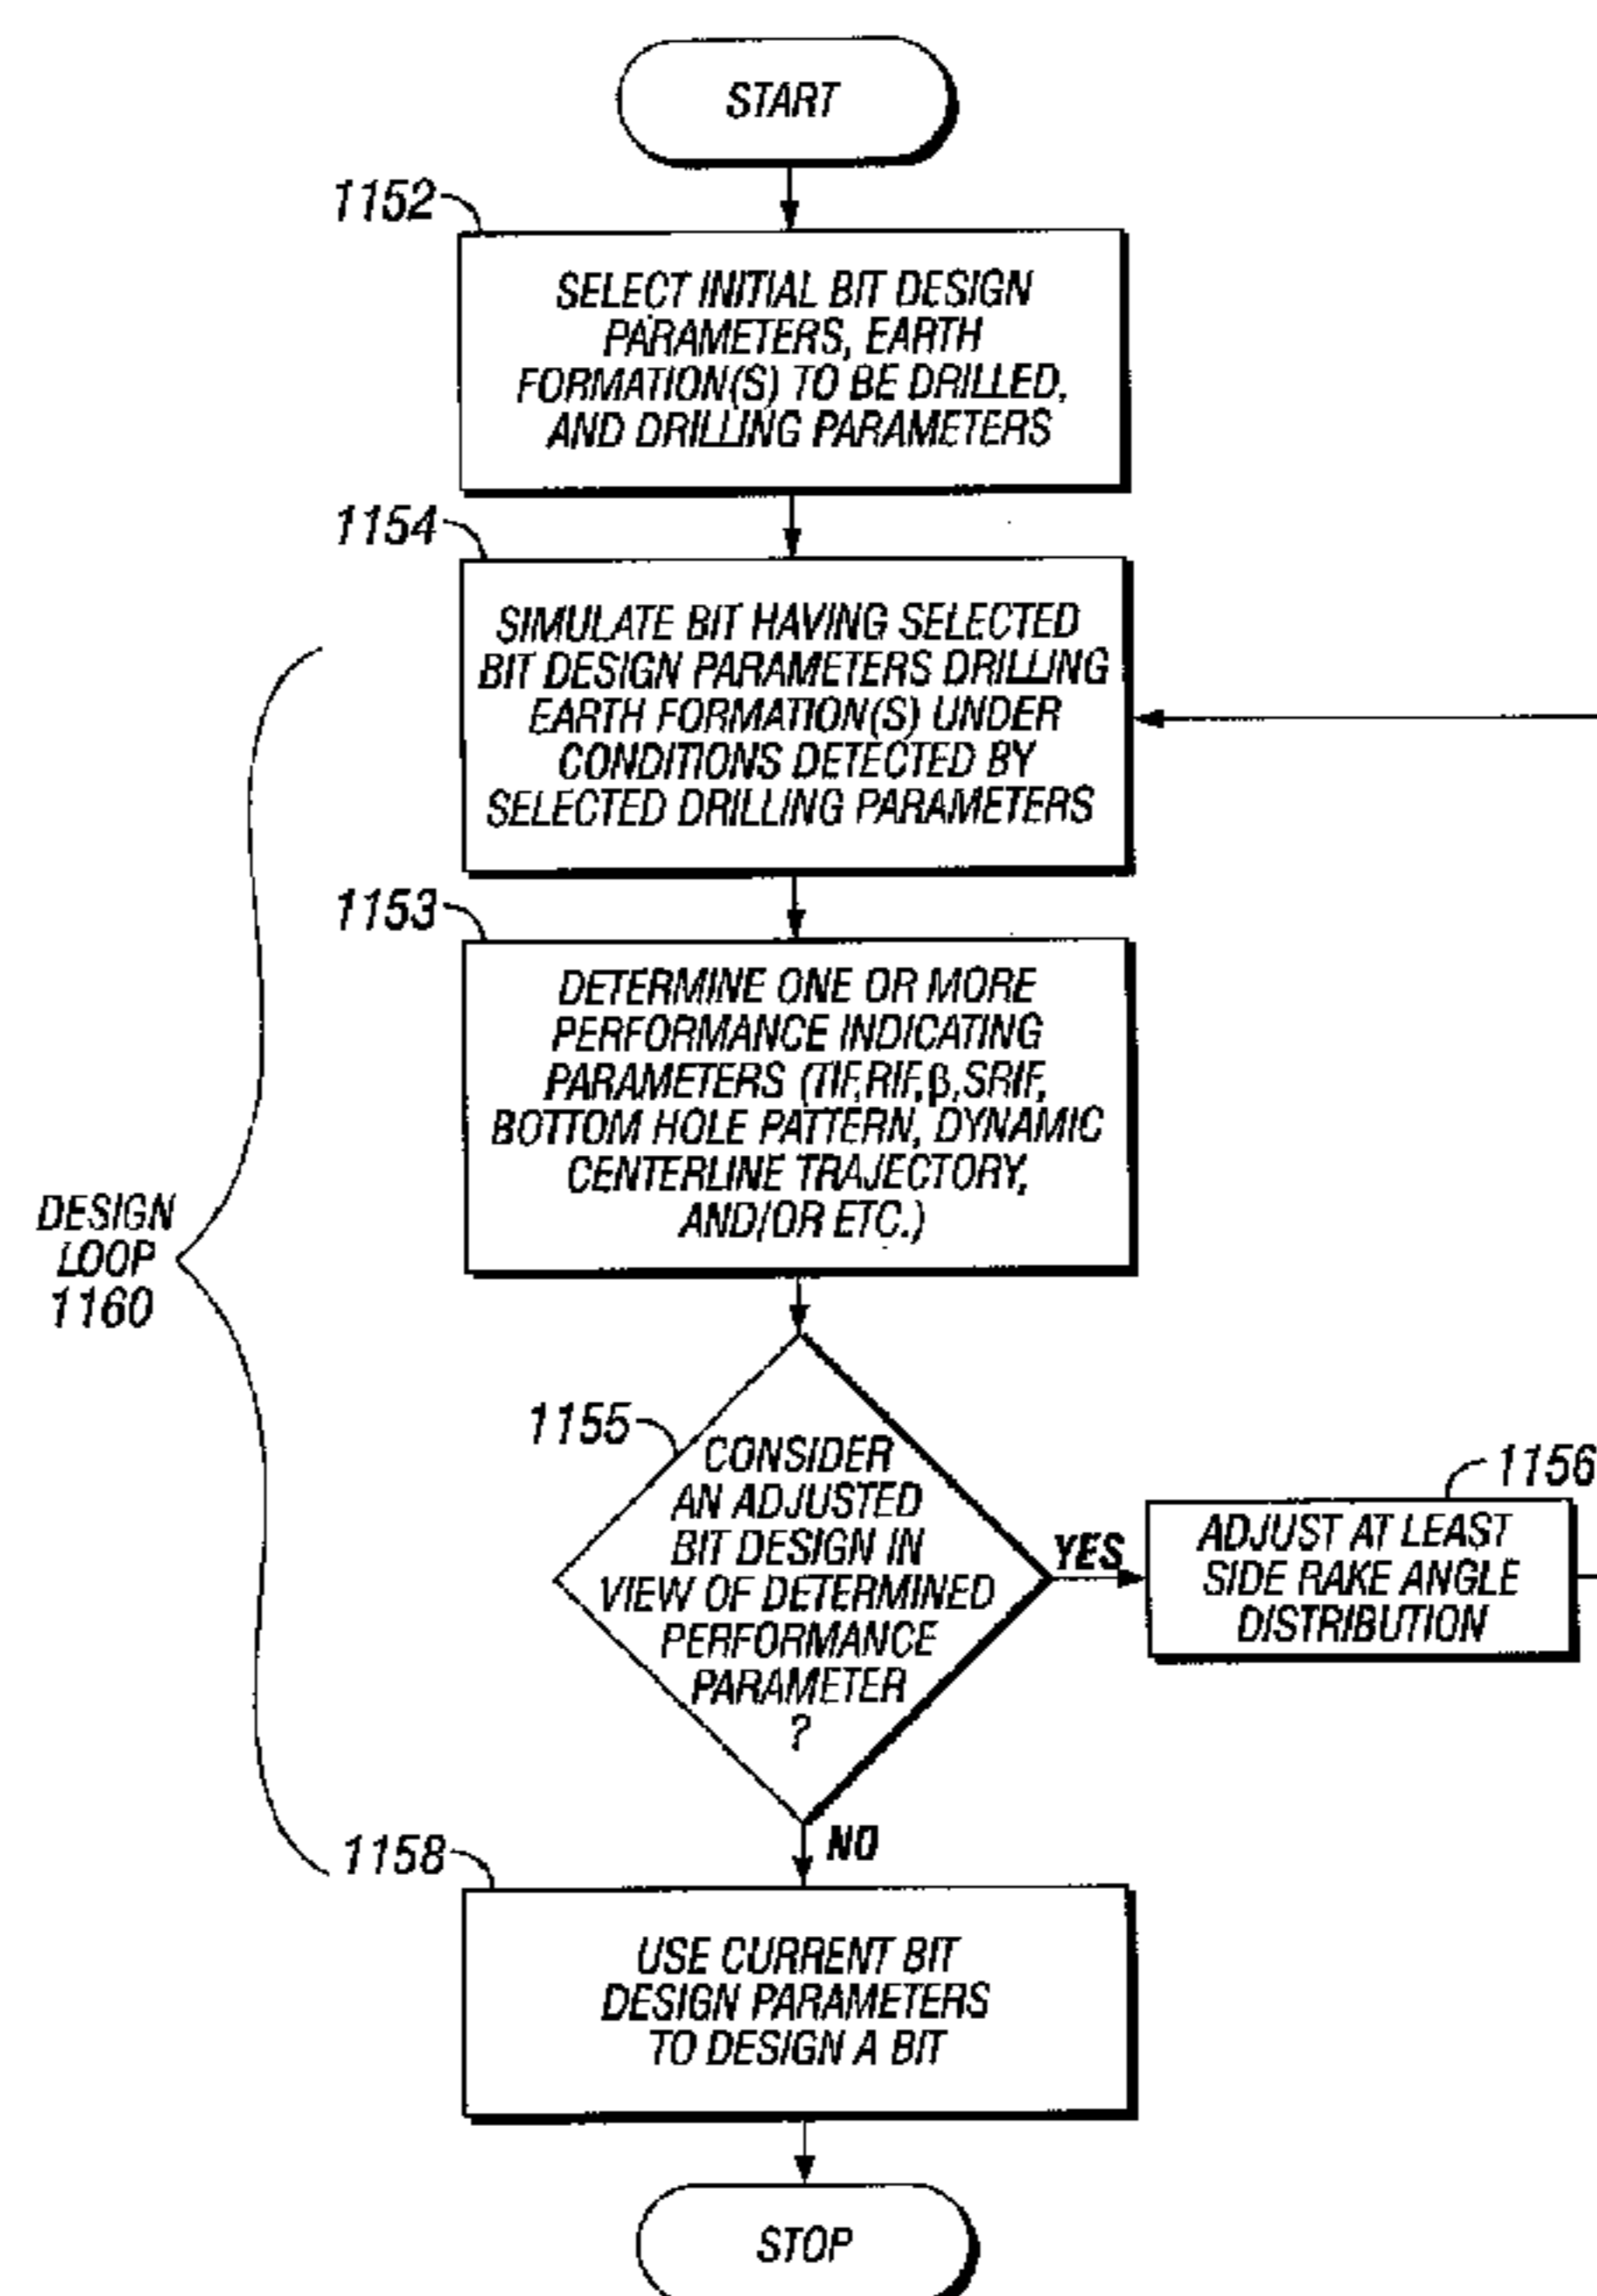 START
1152
SELECT INITIAL BIT DESIGN
PARAMETERS, EARTH
FORMATION(S) TO BE DRILLED,
AND DRILLING PARAMETERS
1154
SIMULATE BIT HAVING SELECTED
BIT DESIGN PARAMETERS DRILLING
EARTH FORMATION(S) UNDER
CONDITIONS DETECTED BY
SELECTED DRILLING PARAMETERS
1153
DETERMINE ONE OR MORE
PERFORMANCE INDICATING
PARAMETERS (TIF,RIF,β,SRIF,
BOTTOM HOLE PATTERN, DYNAMIC
CENTERLINE TRAJECTORY,
AND/OR ETC.)
DESIGN
LOOP
1160
1155
CONSIDER
AN ADJUSTED
BIT DESIGN IN
VIEW OF DETERMINED
PERFORMANCE
PARAMETER
?
YES
1156
ADJUST AT LEAST
SIDE RAKE ANGLE
DISTRIBUTION
NO
1158
USE CURRENT BIT
DESIGN PARAMETERS
TO DESIGN A BIT
STOP